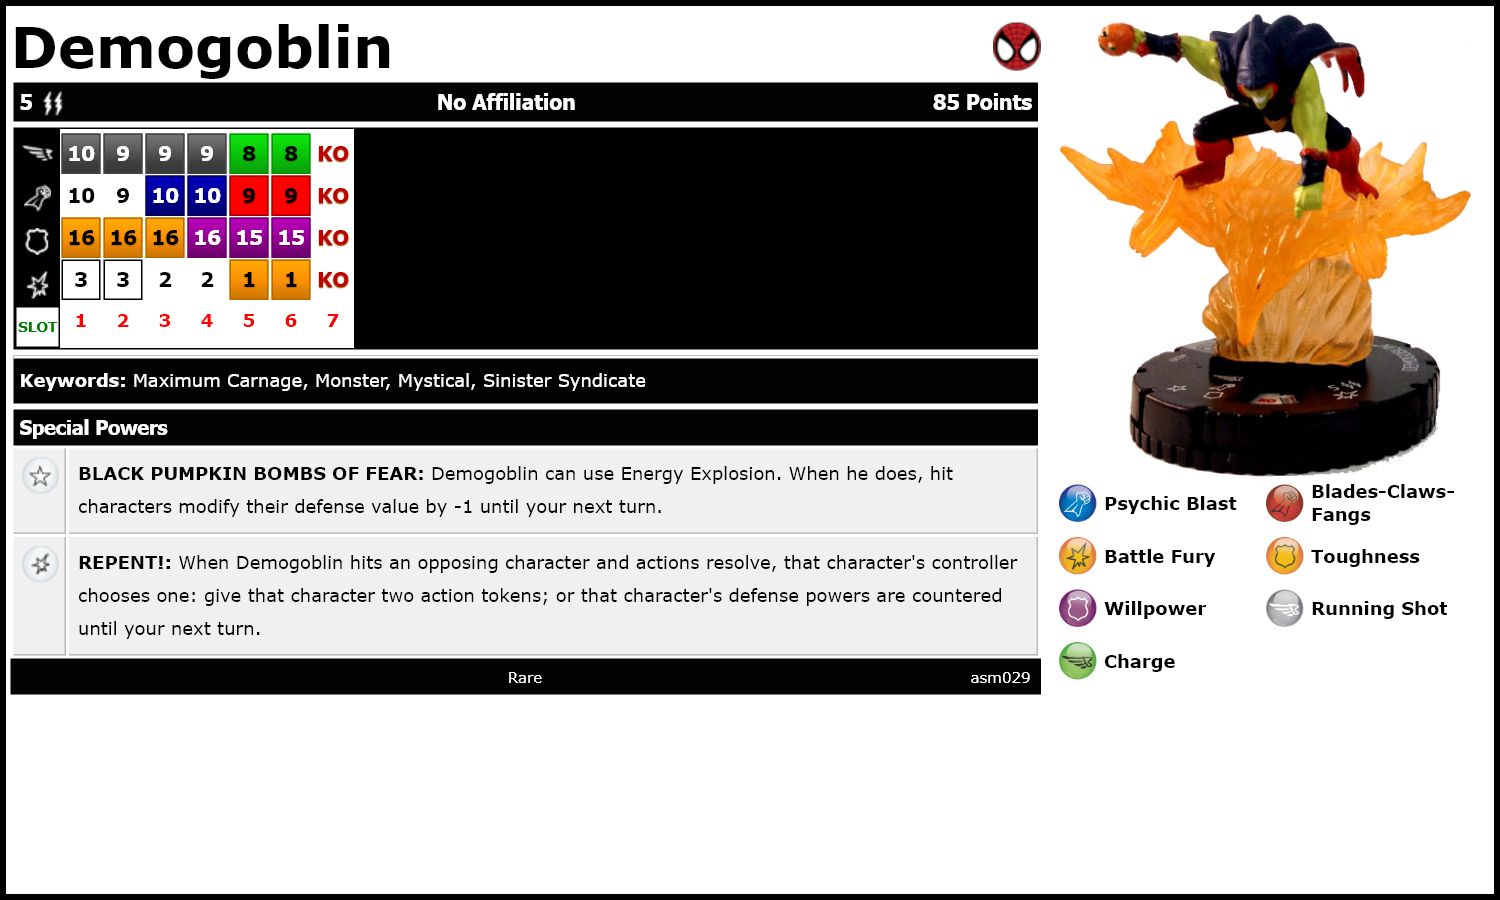 Demogoblin
5 No Affiliation 85 Points
10 9 9 9 8 8 KO
10 9 10 10 9 9 KO
16 16 16 16 15 15 KO
3 3 2 2 1 1 KO
SLOT 1 2 3 4 5 6 7
Keywords: Maximum Carnage, Monster, Mystical, Sinister Syndicate
Special Powers
BLACK PUMPKIN BOMBS OF FEAR: Demogoblin can use Energy Explosion. When he does, hit
characters modify their defense value by -1 until your next turn.
REPENT!: When Demogoblin hits an opposing character and actions resolve, that character's controller
chooses one: give that character two action tokens; or that character's defense powers are countered
until your next turn.
Rare asm029
KO
5
Psychic Blast
Blades-Claws-
Fangs
Battle Fury
Toughness
Willpower
Running Shot
Charge